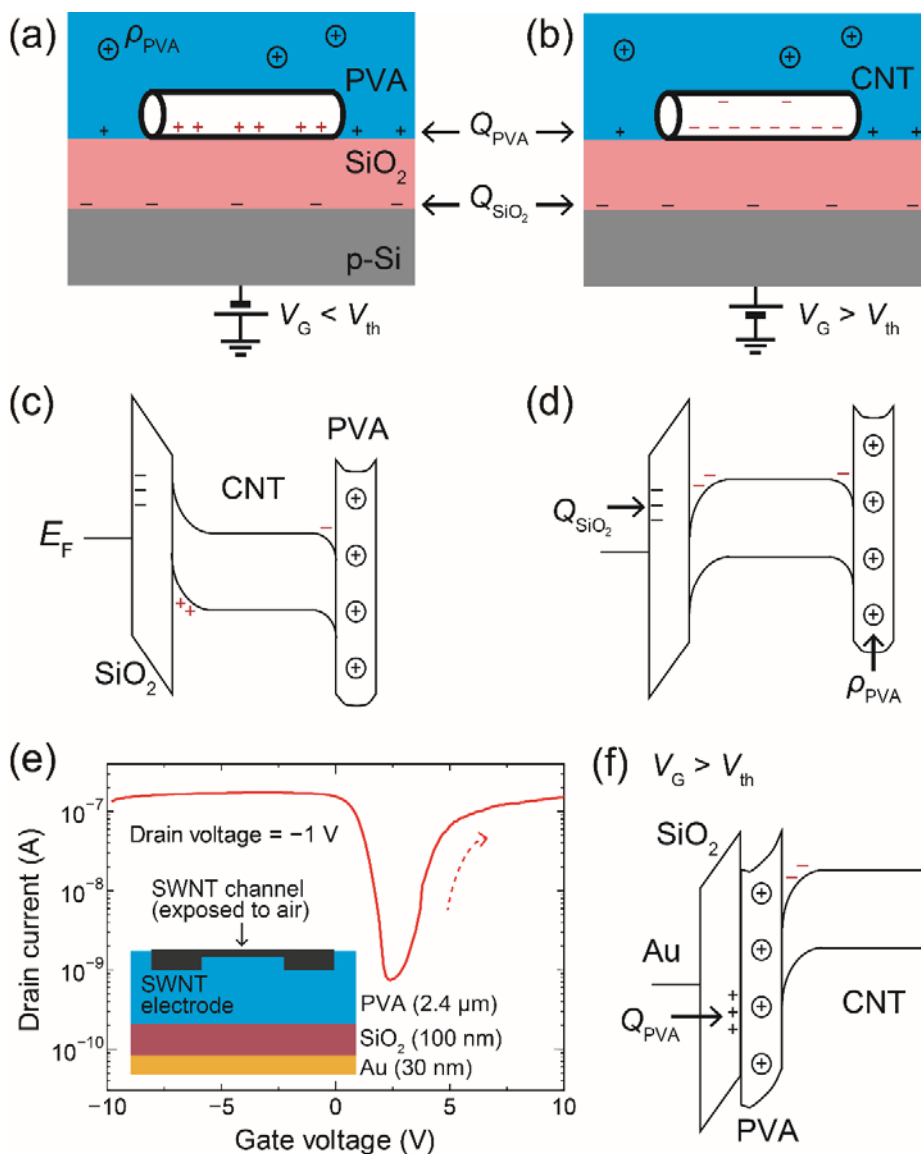 (a)
ρPVA
PVA
SiO2
p-Si
VG < Vth
QPVA
QSiO2
(b)
CNT
VG > Vth
(c)
PVA
CNT
EF
SiO2
(d)
QSiO2
ρPVA
(e)
Drain current (A)
10−7
10−8
10−9
10−10
Drain voltage = −1 V
SWNT channel
(exposed to air)
SWNT
electrode
PVA (2.4 µm)
SiO2 (100 nm)
Au (30 nm)
−10 −5 0 5 10
Gate voltage (V)
(f) VG > Vth
SiO2
Au
QPVA
CNT
PVA